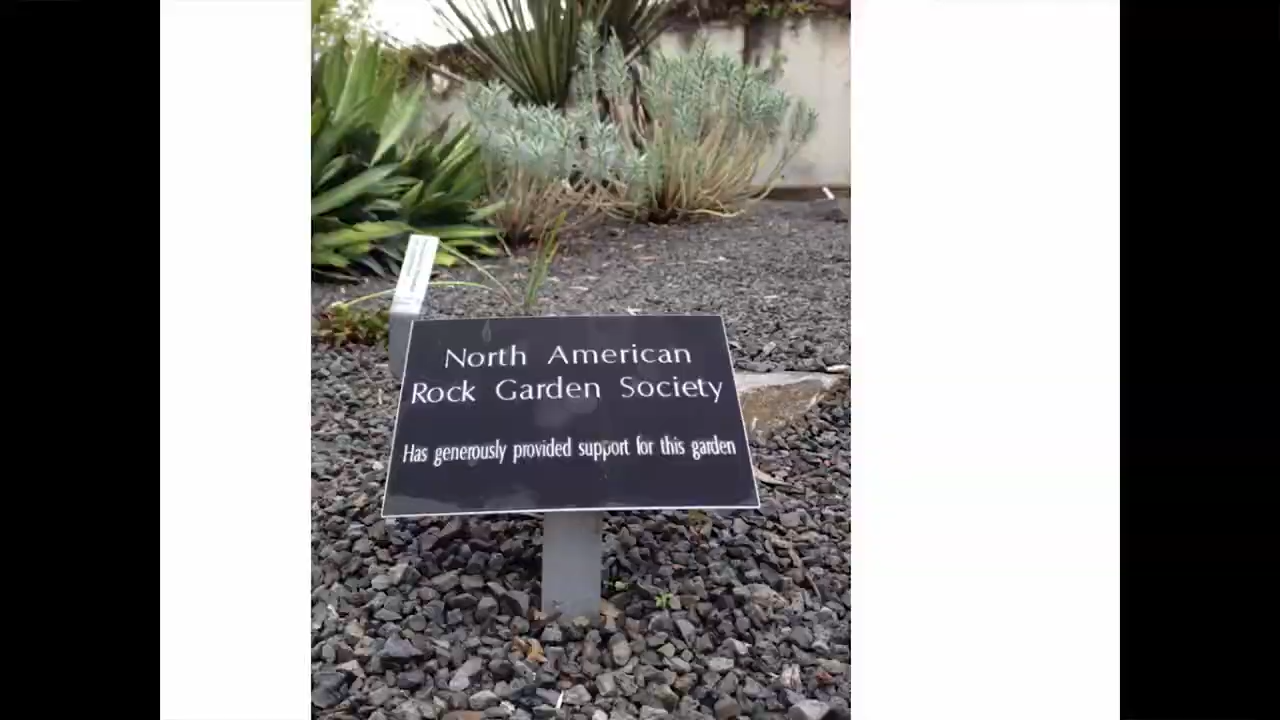 North American
Rock Garden Society
Has generously provided support for this garden